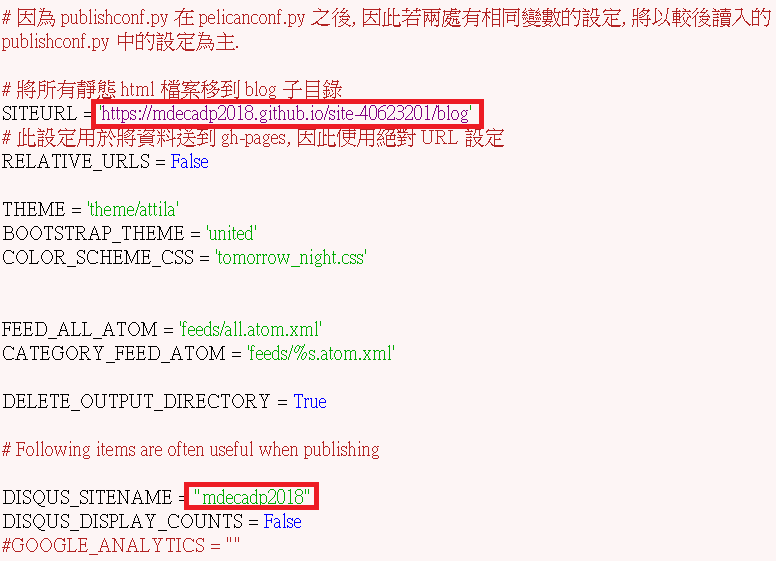 # 因為 publishconf.py 在 pelicanconf.py 之後, 因此若兩處有相同變數的設定, 將以較後讀入的
publishconf.py 中的設定為主.
# 將所有靜態 html 檔案移到 blog 子目錄
SITEURL = 'https://mdecadp2018.github.io/site-40623201/blog'
# 此設定用於將資料送到 gh-pages, 因此使用絕對 URL 設定
RELATIVE_URLS = False
THEME = 'theme/attila'
BOOTSTRAP_THEME = 'united'
COLOR_SCHEME_CSS = 'tomorrow_night.css'
FEED_ALL_ATOM = 'feeds/all.atom.xml'
CATEGORY_FEED_ATOM = 'feeds/%s.atom.xml'
DELETE_OUTPUT_DIRECTORY = True
# Following items are often useful when publishing
DISQUS_SITENAME = "mdecadp2018"
DISQUS_DISPLAY_COUNTS = False
#GOOGLE_ANALYTICS = ""